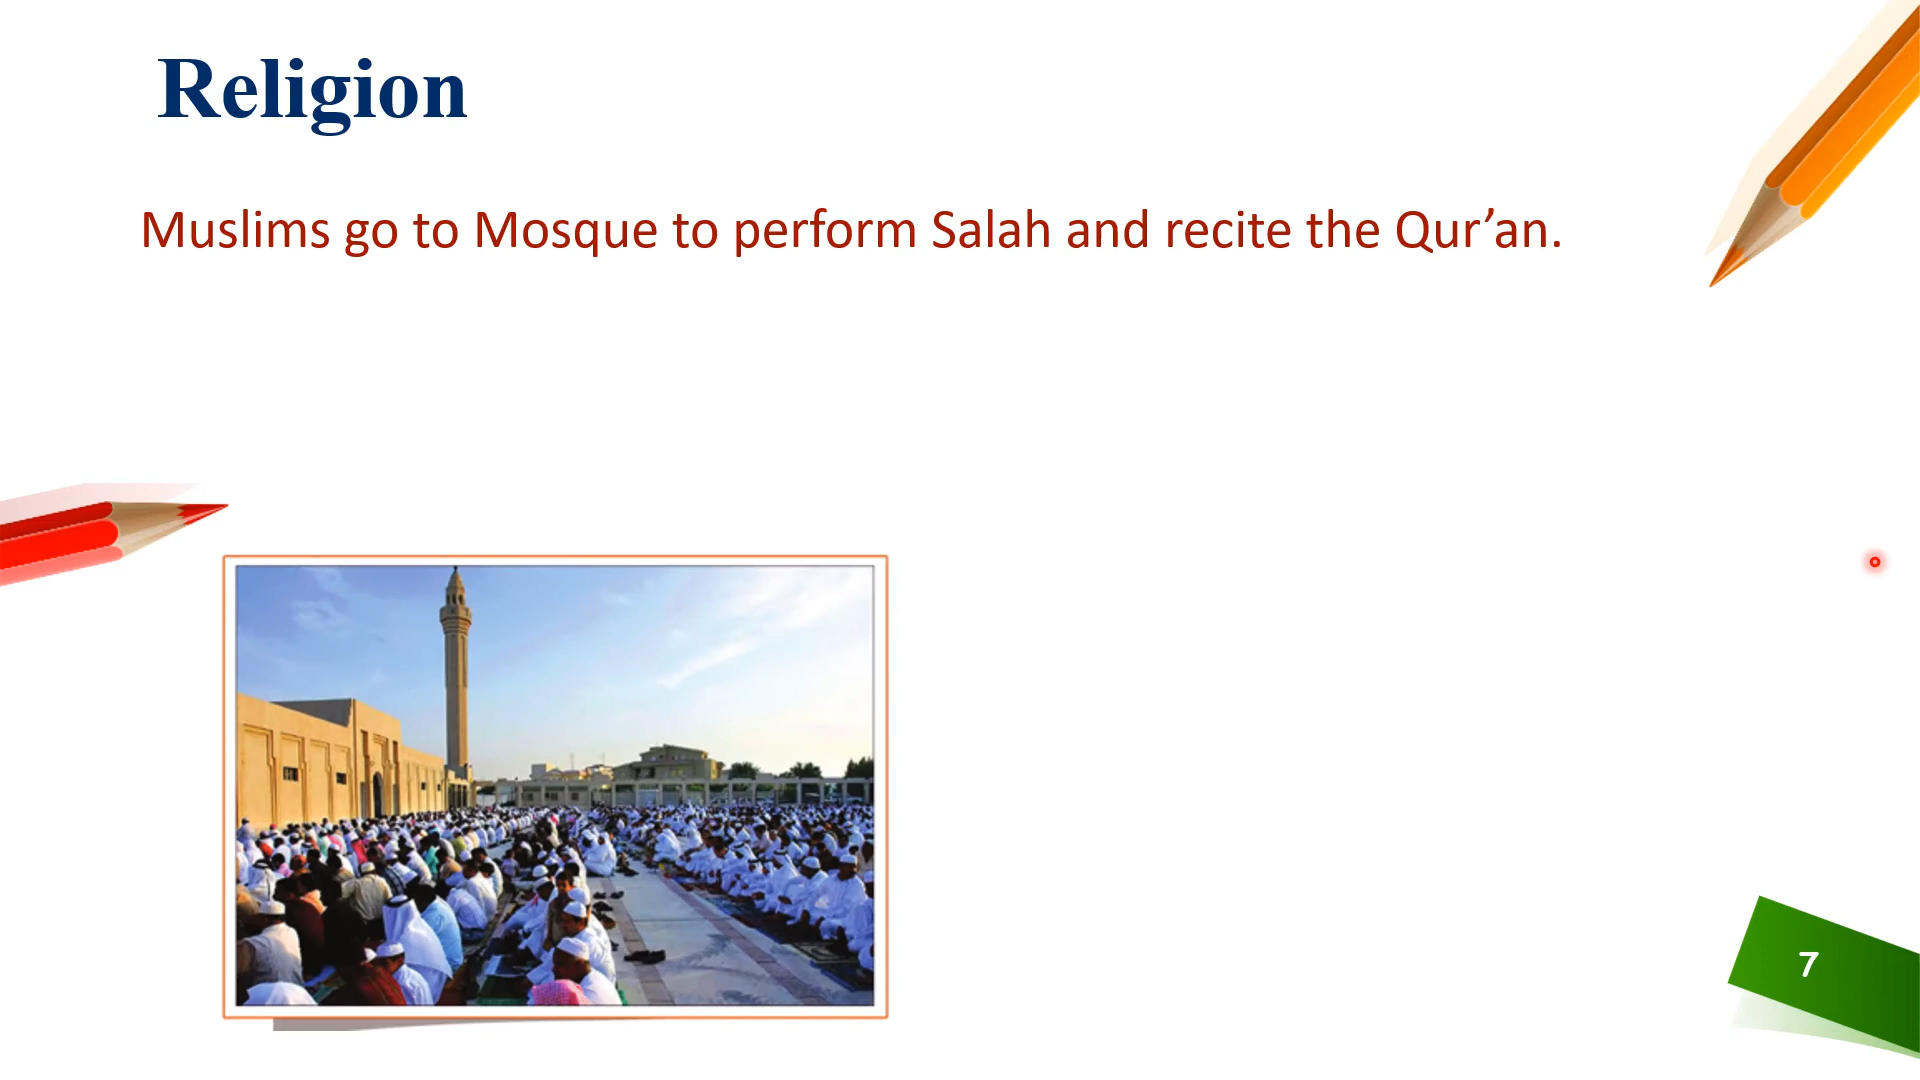 Religion
Muslims go to Mosque to perform Salah and recite the Qur’an.
7